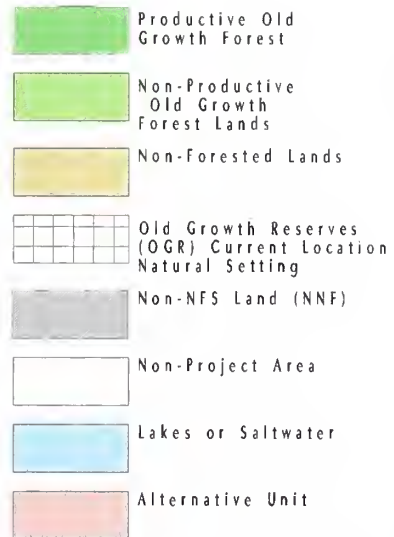 Productive Old
Growth Forest
Non-Productive
Old Growth
Forest Lands
Non-Forested Lands
Old Growth Reserves
(OGR) Current Location
Natural Setting
Non-NFS Land (NNF)
Non-Project Area
Lakes or Saltwater
Alternative Unit